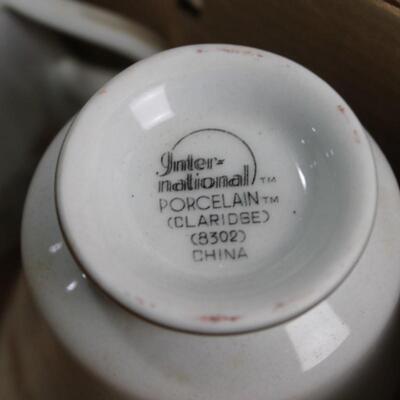 Inter-
national™
PORCELAIN™
(CLARIDGE)
(8302)
CHINA